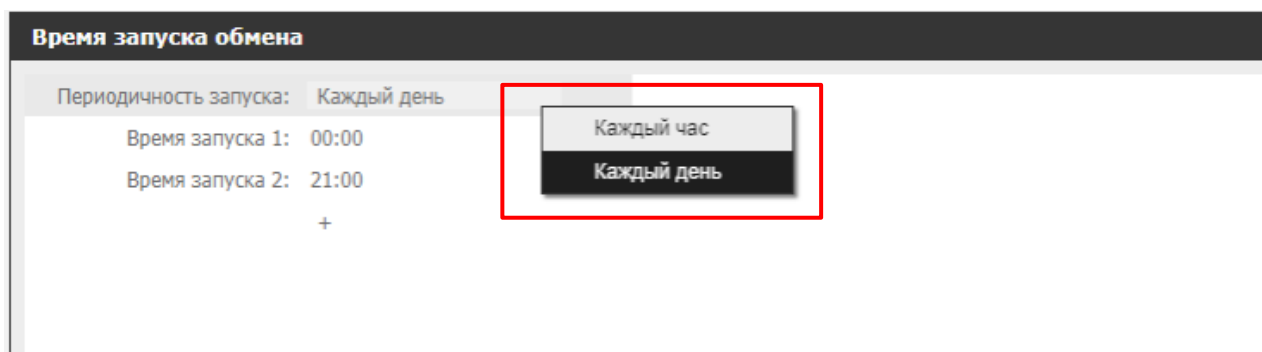 Время запуска обмена
Периодичность запуска: Каждый день
Каждый час
Время запуска 1: 00:00
Каждый день
Время запуска 2: 21:00
+